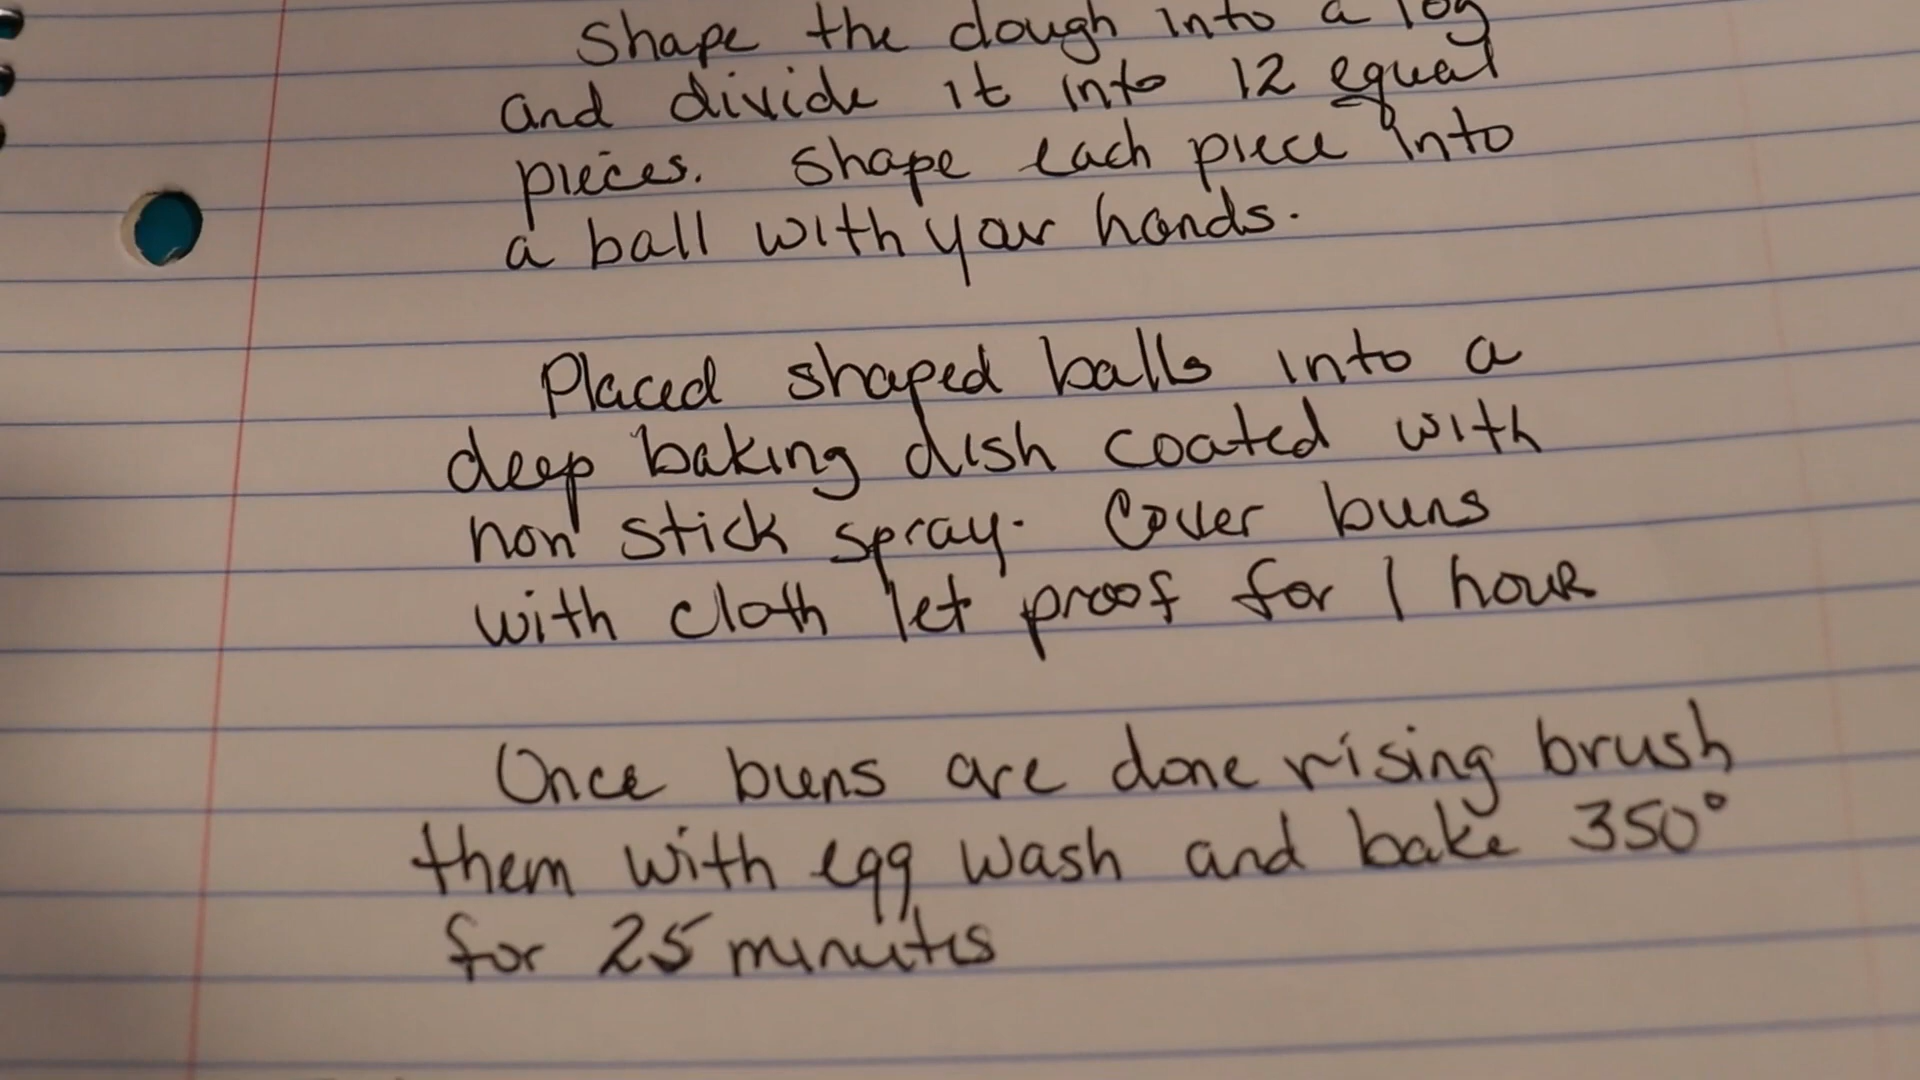 Shape the dough into a log
and divide it into 12 equal
pieces. Shape each piece into
a ball with your hands.
Placed shaped balls into a
deep baking dish coated with
non stick spray. Cover buns
with cloth let proof for 1 hour
Once buns are done rising brush
them with egg wash and bake 350°
for 25 minutes